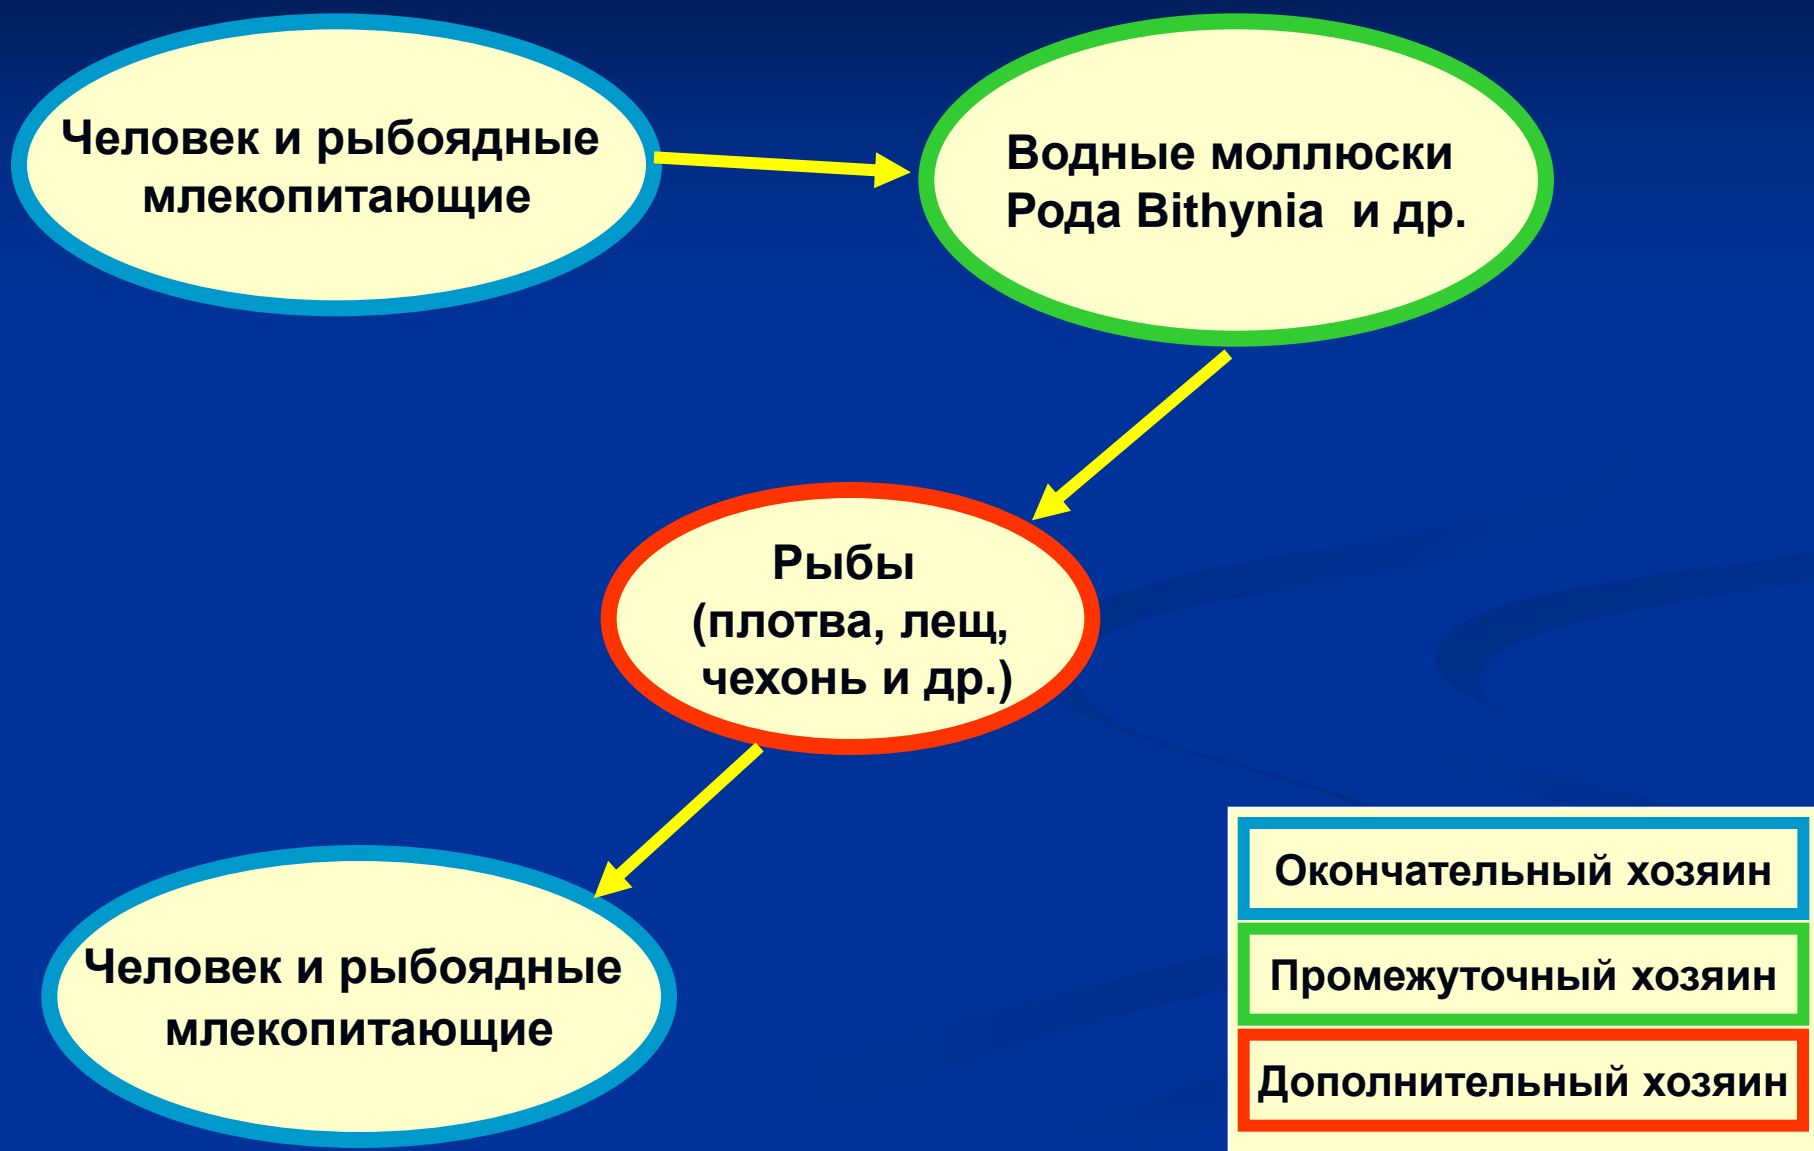 Человек и рыбоядные
млекопитающие
Водные моллюски
Рода Bithynia и др.
Рыбы
(плотва, лещ,
чехонь и др.)
Человек и рыбоядные
млекопитающие
Окончательный хозяин
Промежуточный хозяин
Дополнительный хозяин